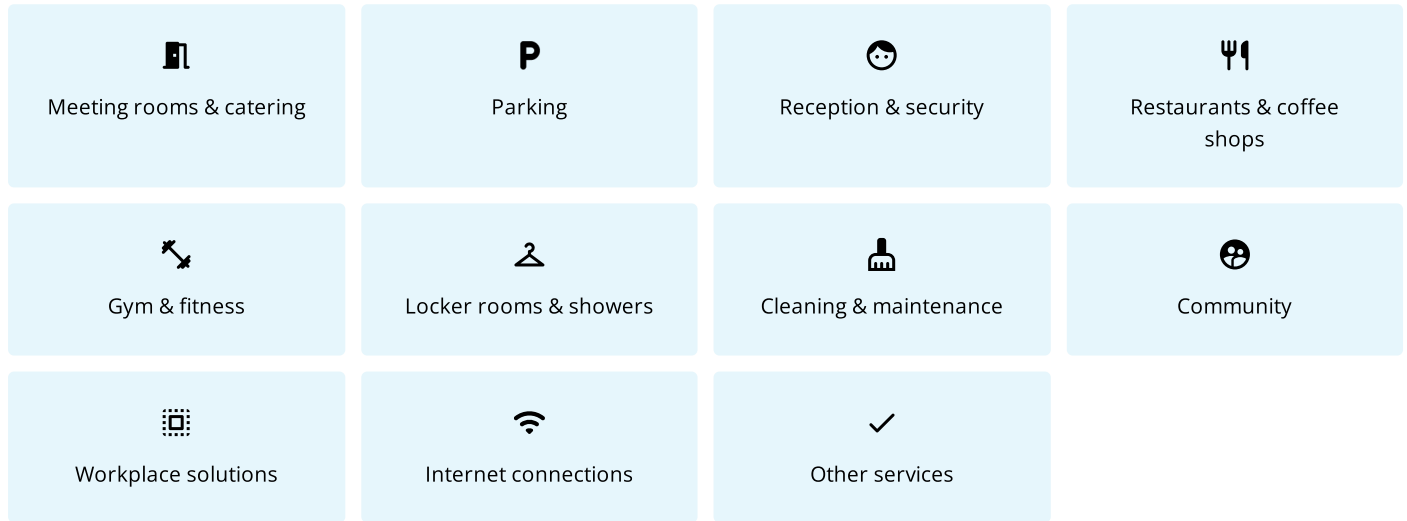 Meeting rooms & catering
Parking
Reception & security
Restaurants & coffee
shops
Gym & fitness
Locker rooms & showers
Cleaning & maintenance
Community
Workplace solutions
Internet connections
Other services